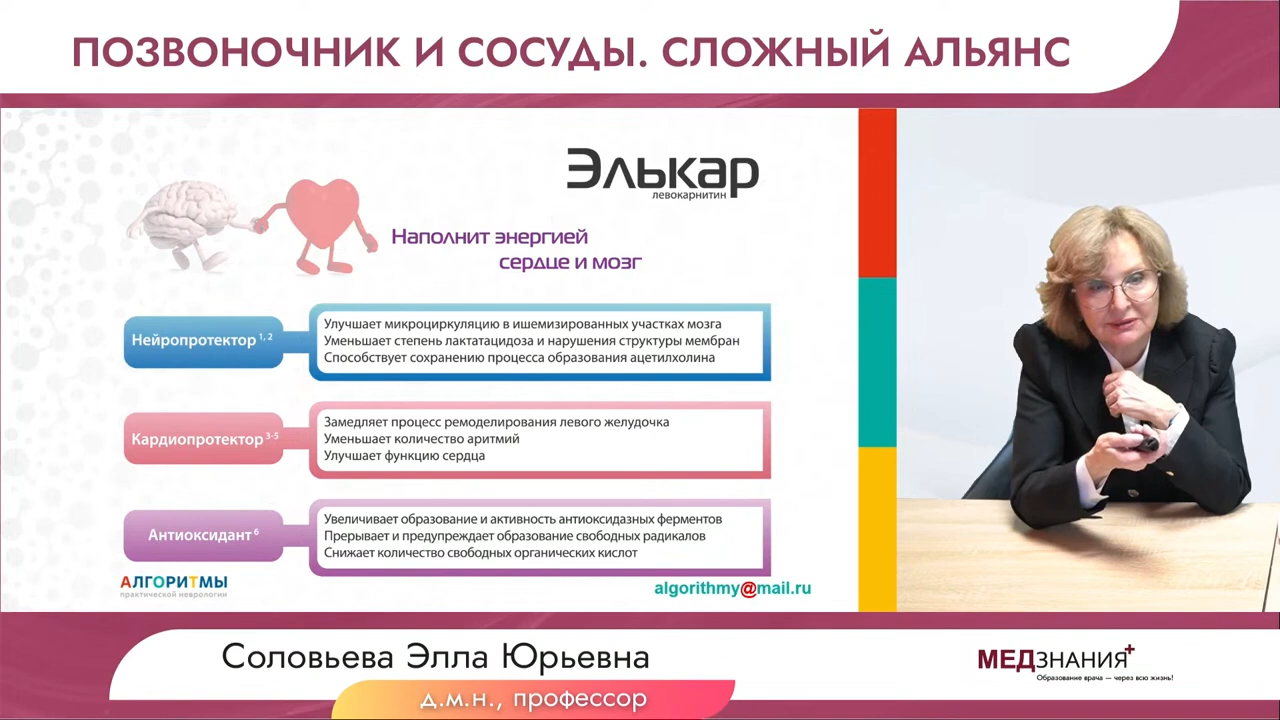 ПОЗВОНОЧНИК И СОСУДЫ. СЛОЖНЫЙ АЛЬЯНС
Элькар
левокарнитин
Наполнит энергией
сердце и мозг
Нейропротектор 1, 2
Улучшает микроциркуляцию в ишемизированных участках мозга
Уменьшает степень лактатацидоза и нарушения структуры мембран
Способствует сохранению процесса образования ацетилхолина
Кардиопротектор 3-5
Замедляет процесс ремоделирования левого желудочка
Уменьшает количество аритмий
Улучшает функцию сердца
Антиоксидант 6
Увеличивает образование и активность антиоксидазных ферментов
Прерывает и предупреждает образование свободных радикалов
Снижает количество свободных органических кислот
АЛГОРИТМЫ
практической неврологии
algorithmy@mail.ru
Соловьева Элла Юрьевна
д.м.н., профессор
МЕДЗНАНИЯ+
Образование врача — через всю жизнь!